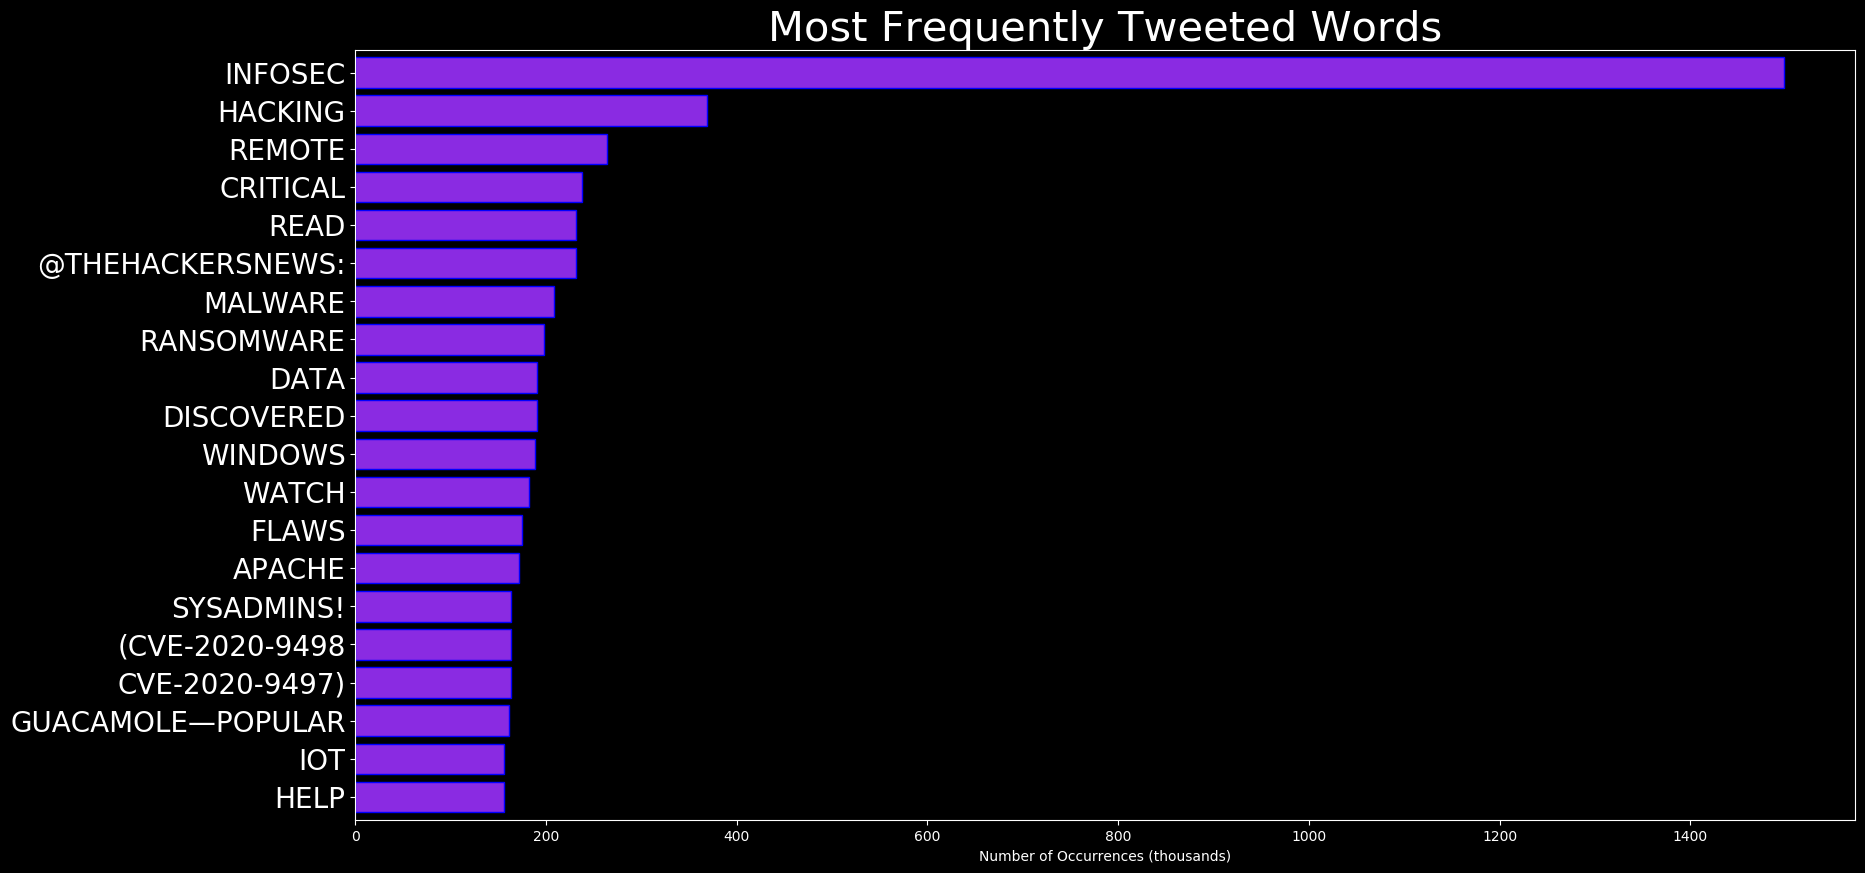 Most Frequently Tweeted Words
INFOSEC
HACKING
REMOTE
CRITICAL
READ
@THEHACKERSNEWS:
MALWARE
RANSOMWARE
DATA
DISCOVERED
WINDOWS
WATCH
FLAWS
APACHE
SYSADMINS!
(CVE-2020-9498
CVE-2020-9497)
GUACAMOLE—POPULAR
IOT
HELP
0 200 400 600 800 1000 1200 1400
Number of Occurrences (thousands)